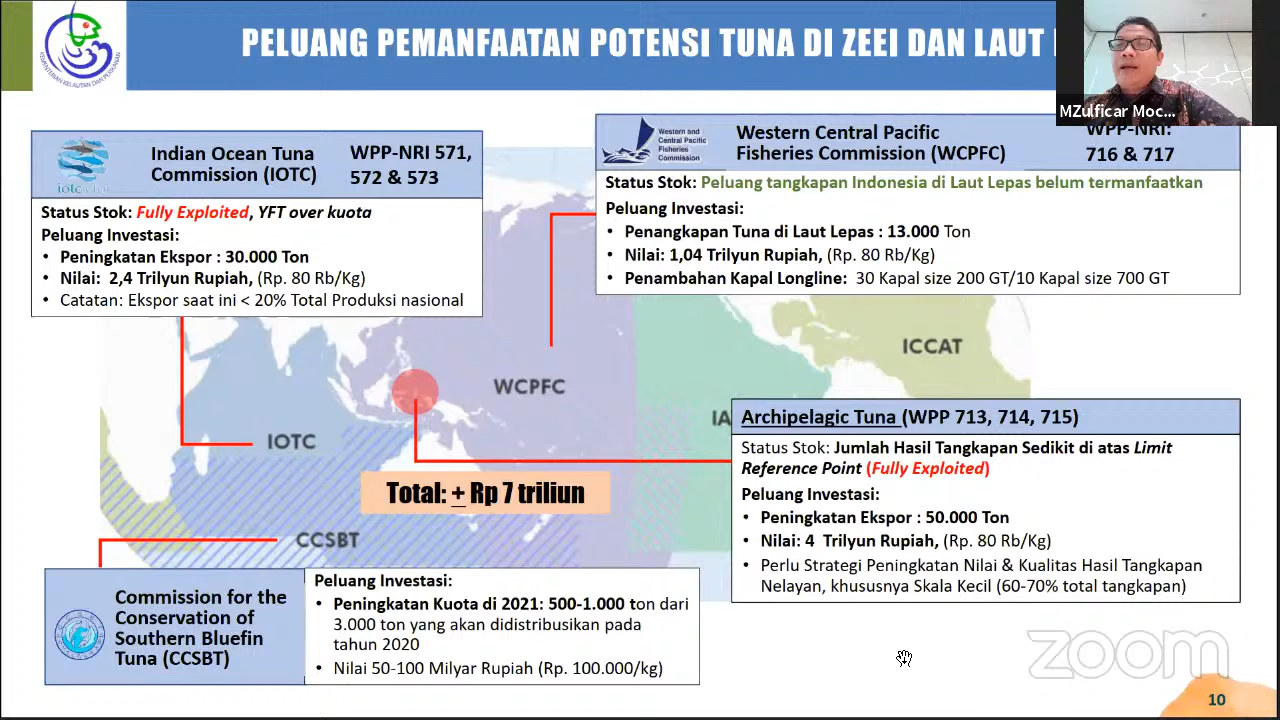 PELUANG PEMANFAATAN POTENSI TUNA DI ZEEI DAN LAUT
KEMENTERIAN KELAUTAN DAN PERIKANAN
MZulficar Moc...
iotc
Indian Ocean Tuna
Commission (IOTC)
WPP-NRI 571,
572 & 573
Status Stok: Fully Exploited, YFT over kuota
Peluang Investasi:
• Peningkatan Ekspor : 30.000 Ton
• Nilai: 2,4 Trilyun Rupiah, (Rp. 80 Rb/Kg)
• Catatan: Ekspor saat ini < 20% Total Produksi nasional
Western and
Central Pacific
Fisheries
Commission
Western Central Pacific
Fisheries Commission (WCPFC)
WPP-NRI:
716 & 717
Status Stok: Peluang tangkapan Indonesia di Laut Lepas belum termanfaatkan
Peluang Investasi:
• Penangkapan Tuna di Laut Lepas : 13.000 Ton
• Nilai: 1,04 Trilyun Rupiah, (Rp. 80 Rb/Kg)
• Penambahan Kapal Longline: 30 Kapal size 200 GT/10 Kapal size 700 GT
ICCAT
WCPFC
IA
IOTC
CCSBT
Total: + Rp 7 triliun
Archipelagic Tuna (WPP 713, 714, 715)
Status Stok: Jumlah Hasil Tangkapan Sedikit di atas Limit
Reference Point (Fully Exploited)
Peluang Investasi:
• Peningkatan Ekspor : 50.000 Ton
• Nilai: 4 Trilyun Rupiah, (Rp. 80 Rb/Kg)
• Perlu Strategi Peningkatan Nilai & Kualitas Hasil Tangkapan
Nelayan, khususnya Skala Kecil (60-70% total tangkapan)
Commission for the
Conservation of
Southern Bluefin
Tuna (CCSBT)
Peluang Investasi:
• Peningkatan Kuota di 2021: 500-1.000 ton dari
3.000 ton yang akan didistribusikan pada
tahun 2020
• Nilai 50-100 Milyar Rupiah (Rp. 100.000/kg)
zoom
10